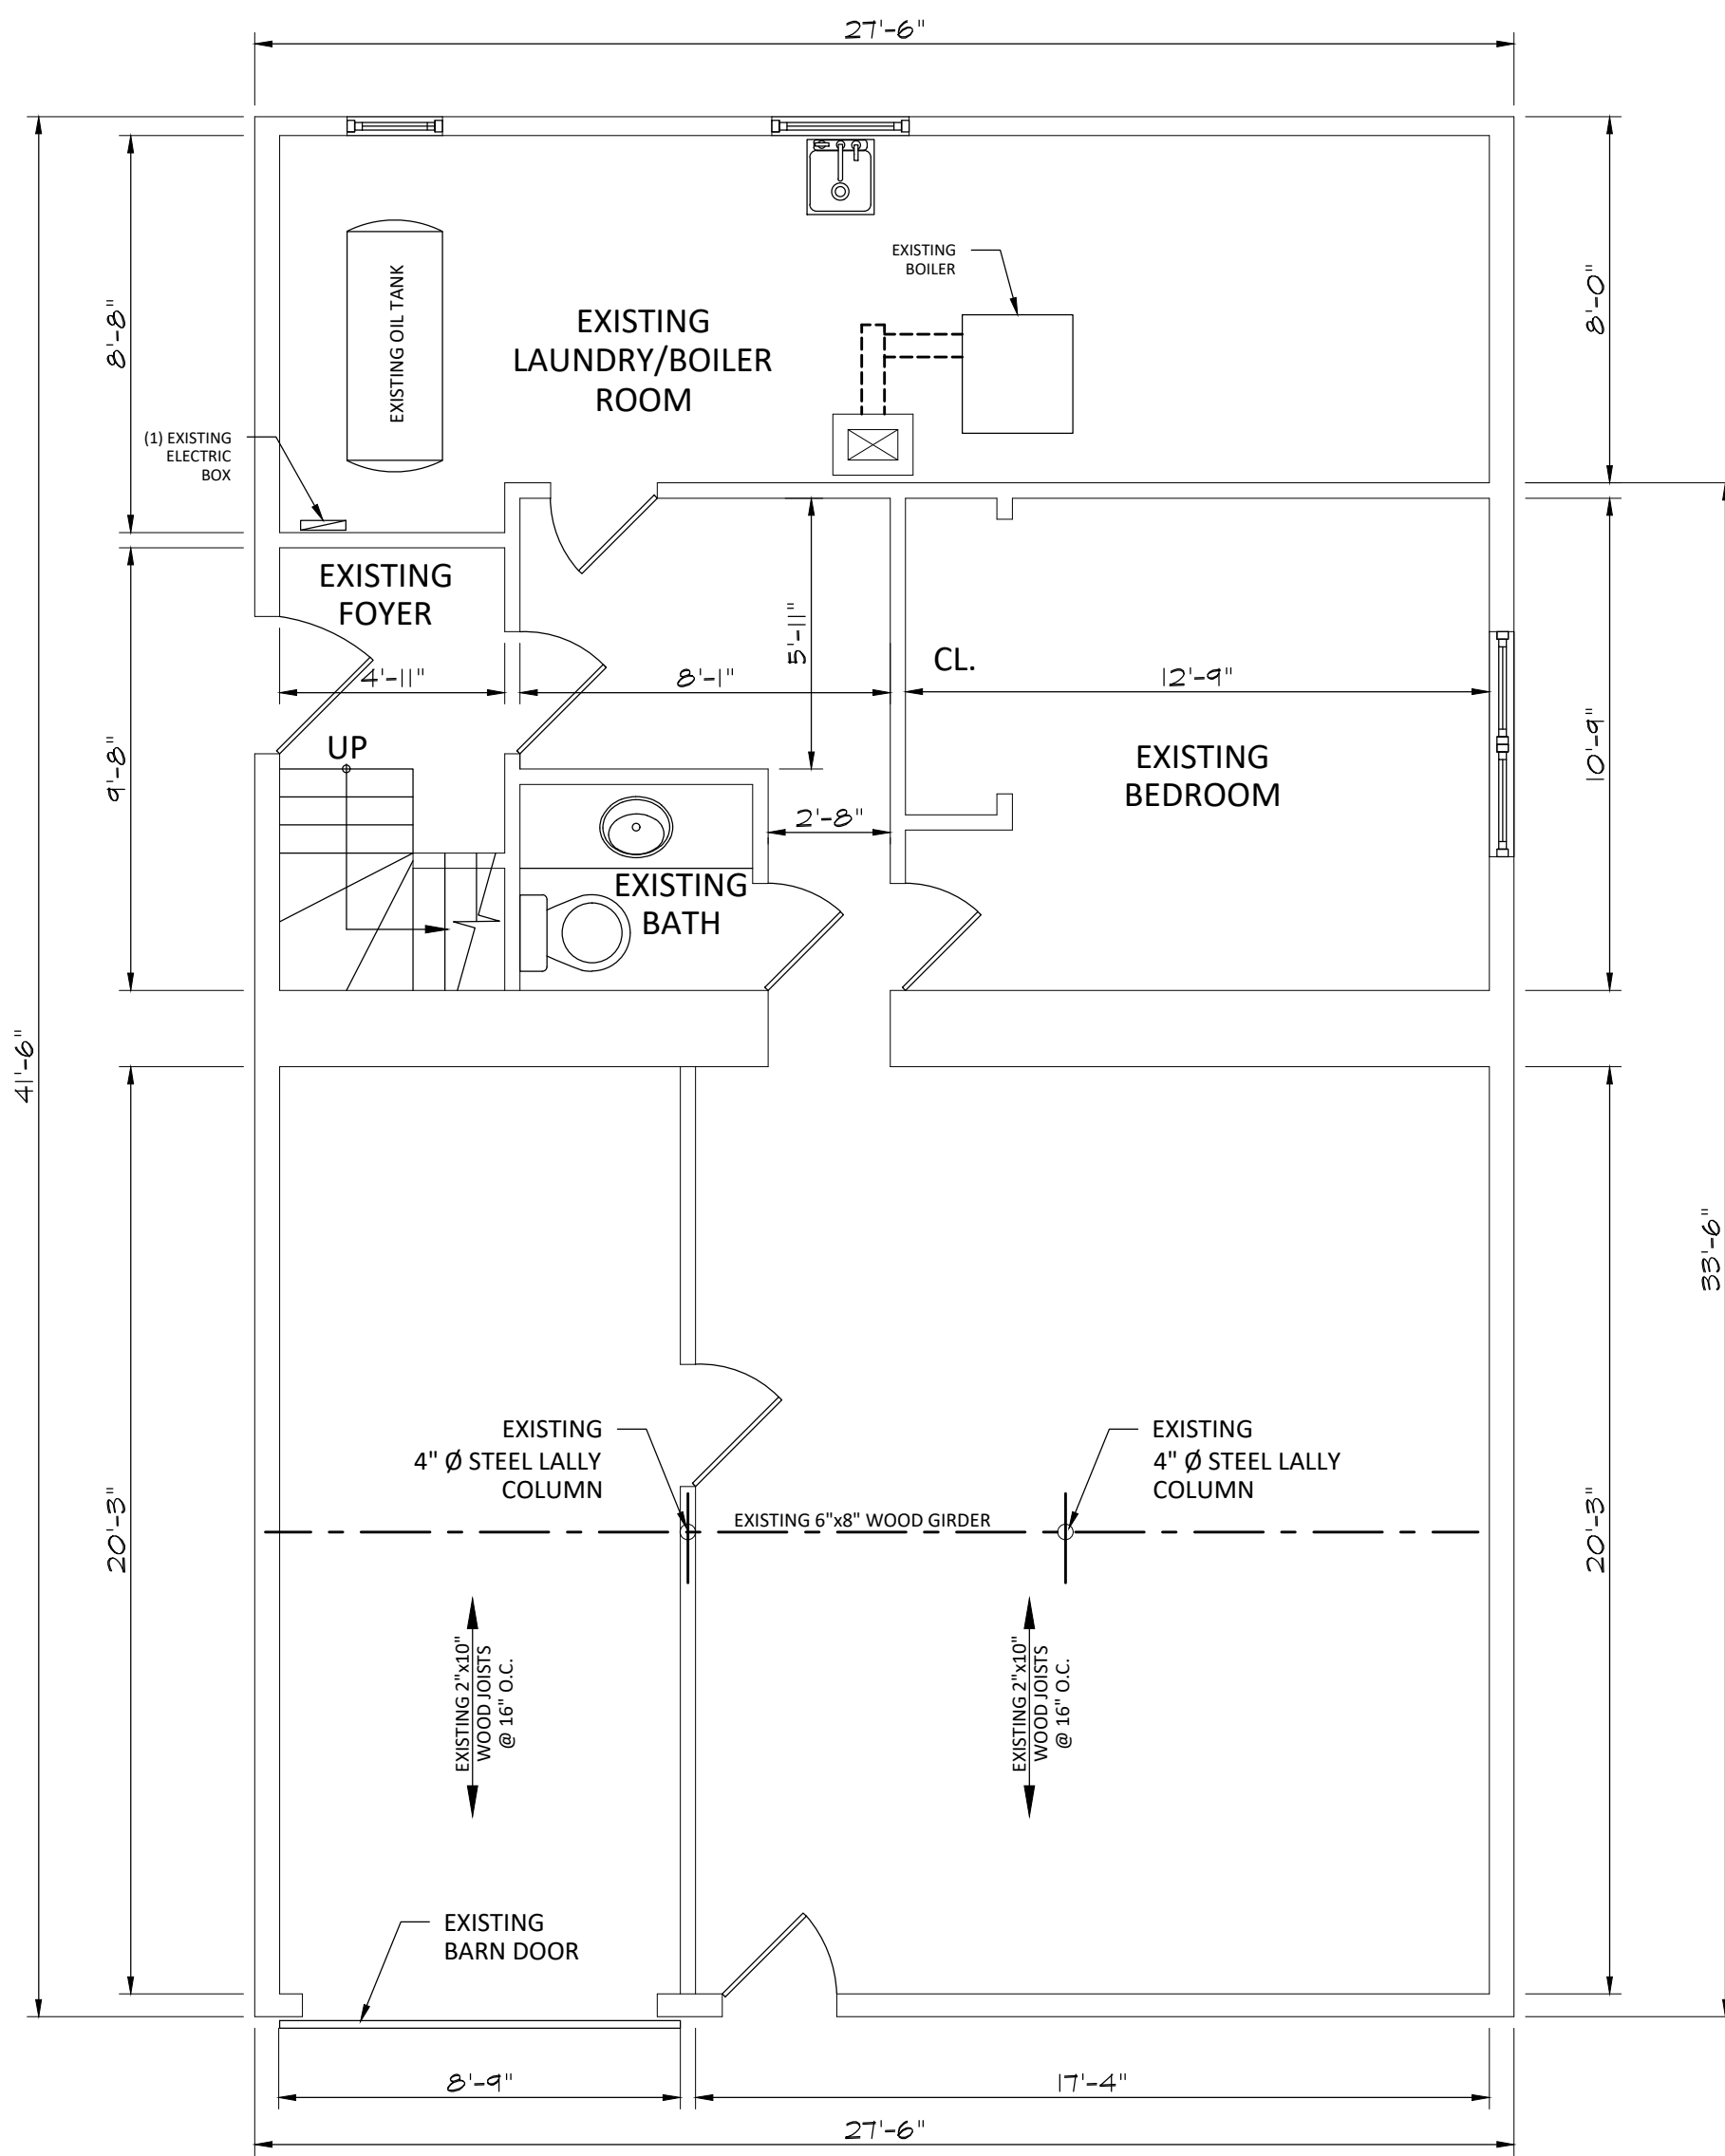 27'-6"
8'-8"
8'-0"
EXISTING OIL TANK
EXISTING
LAUNDRY/BOILER
ROOM
EXISTING
BOILER
(1) EXISTING
ELECTRIC
BOX
EXISTING
FOYER
4'-11"
8'-1"
5'-11"
CL.
12'-9"
9'-8"
10'-9"
UP
EXISTING
BEDROOM
2'-8"
EXISTING
BATH
41'-6"
33'-6"
EXISTING
4" Ø STEEL LALLY
COLUMN
EXISTING
4" Ø STEEL LALLY
COLUMN
EXISTING 6"x8" WOOD GIRDER
20'-3"
20'-3"
EXISTING 2"x10"
WOOD JOISTS
@ 16" O.C.
EXISTING 2"x10"
WOOD JOISTS
@ 16" O.C.
EXISTING
BARN DOOR
8'-9"
17'-4"
27'-6"